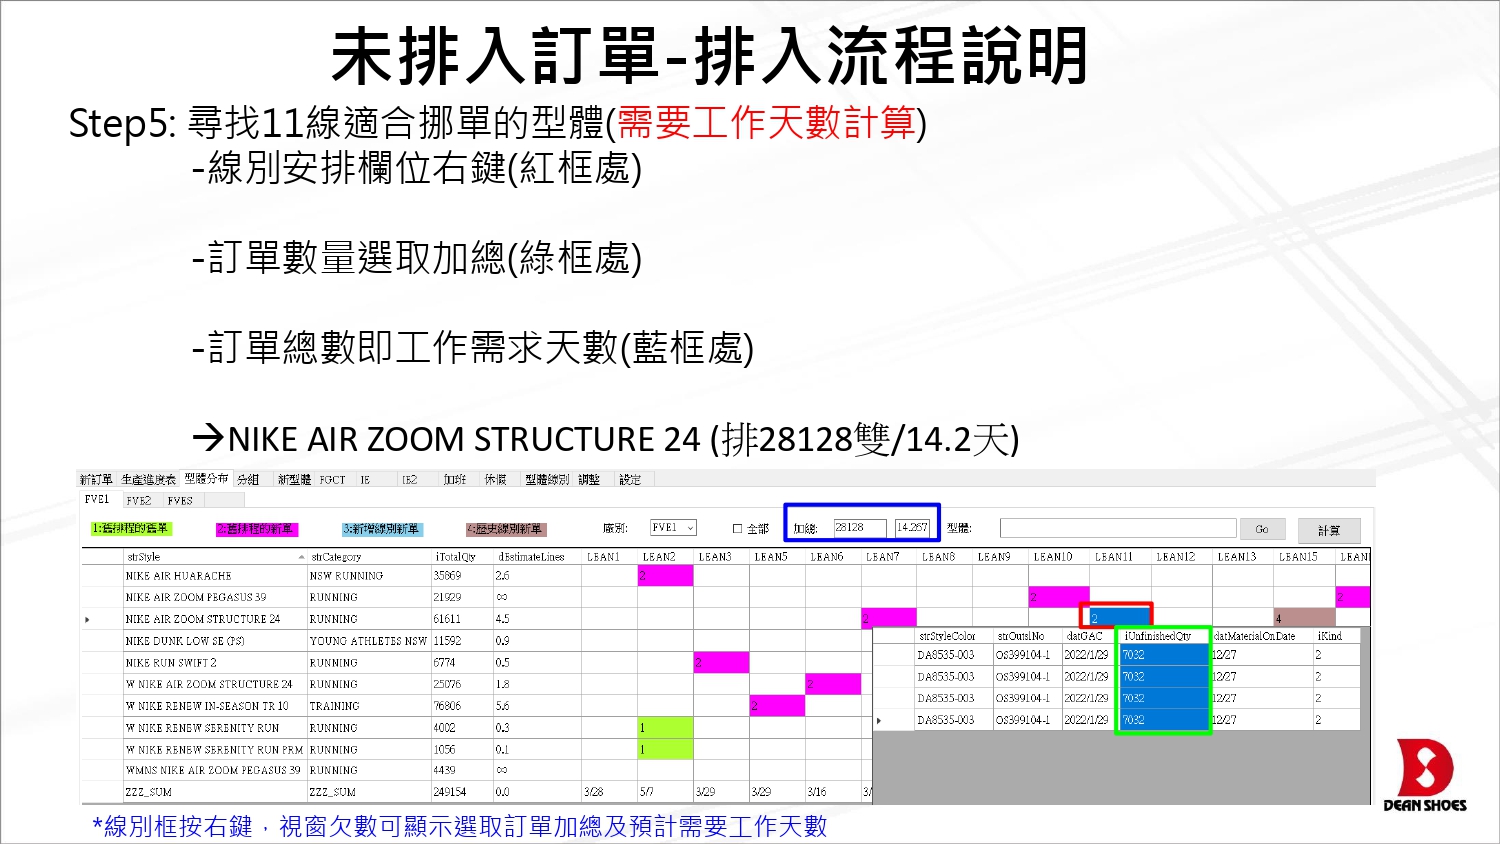 未排入訂單-排入流程說明
Step5: 尋找11線適合挪單的型體(需要工作天數計算)
-線別安排欄位右鍵(紅框處)
-訂單數量選取加總(綠框處)
-訂單總數即工作需求天數(藍框處)
→NIKE AIR ZOOM STRUCTURE 24 (排28128雙/14.2天)
新訂單 生產進度表 型體分布 分組 新型體 FGCT IE IE2 加班 休假 型體線別 調整 設定
FVE1 FVE2 FVES
1:舊排程的舊單 2:舊排程的新單 3:新增線別新單 4:歷史線別新單 廠別: FVE1 全部 加總: 28128 14.267 型體: Go 計算
strStyle strCategory iTotalQty dEstimateLines LEAN1 LEAN2 LEAN3 LEAN5 LEAN6 LEAN7 LEAN8 LEAN9 LEAN10 LEAN11 LEAN12 LEAN13 LEAN15 LEAN1
NIKE AIR HUARACHE NSW RUNNING 35869 2.6 2
NIKE AIR ZOOM PEGASUS 39 RUNNING 21929 ∞ 2 2
NIKE AIR ZOOM STRUCTURE 24 RUNNING 61611 4.5 2 2 4
NIKE DUNK LOW SE (PS) YOUNG ATHLETES NSW 11592 0.9
NIKE RUN SWIFT 2 RUNNING 6774 0.5 2
W NIKE AIR ZOOM STRUCTURE 24 RUNNING 25076 1.8 2
W NIKE RENEW IN-SEASON TR 10 TRAINING 76806 5.6 2
W NIKE RENEW SERENITY RUN RUNNING 4002 0.3 1
W NIKE RENEW SERENITY RUN PRM RUNNING 1056 0.1 1
WMNS NIKE AIR ZOOM PEGASUS 39 RUNNING 4439 ∞
ZZZ_SUM ZZZ_SUM 249154 0.0 3/28 5/7 3/29 3/29 3/16 3/
strStyleColor strOutslNo datGAC iUnfinishedQty datMaterialOnDate iKind
DA8535-003 OS399104-1 2022/1/29 7032 12/27 2
DA8535-003 OS399104-1 2022/1/29 7032 12/27 2
DA8535-003 OS399104-1 2022/1/29 7032 12/27 2
DA8535-003 OS399104-1 2022/1/29 7032 12/27 2
DEAN SHOES
*線別框按右鍵，視窗欠數可顯示選取訂單加總及預計需要工作天數